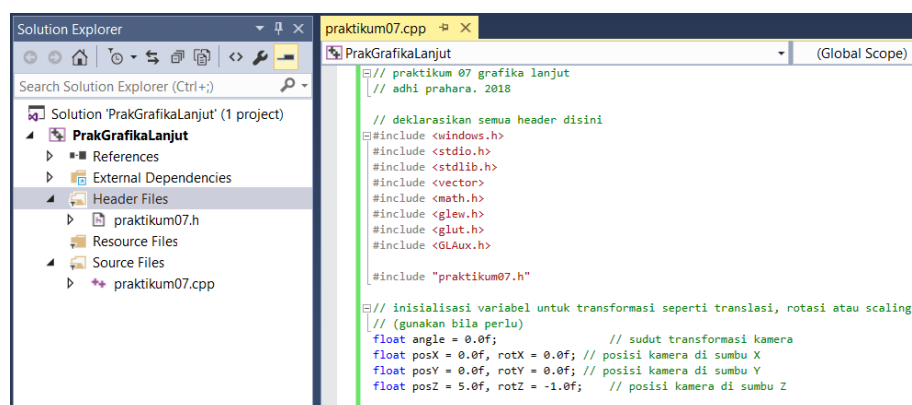 Solution Explorer
Search Solution Explorer (Ctrl+;)
Solution 'PrakGrafikaLanjut' (1 project)
PrakGrafikaLanjut
References
External Dependencies
Header Files
praktikum07.h
Resource Files
Source Files
praktikum07.cpp
praktikum07.cpp
PrakGrafikaLanjut
(Global Scope)
// praktikum 07 grafika lanjut
// adhi prahara. 2018
// deklarasikan semua header disini
#include <windows.h>
#include <stdio.h>
#include <stdlib.h>
#include <vector>
#include <math.h>
#include <glew.h>
#include <glut.h>
#include <GLAux.h>
#include "praktikum07.h"
// inisialisasi variabel untuk transformasi seperti translasi, rotasi atau scaling
// (gunakan bila perlu)
float angle = 0.0f; // sudut transformasi kamera
float posX = 0.0f, rotX = 0.0f; // posisi kamera di sumbu X
float posY = 0.0f, rotY = 0.0f; // posisi kamera di sumbu Y
float posZ = 5.0f, rotZ = -1.0f; // posisi kamera di sumbu Z